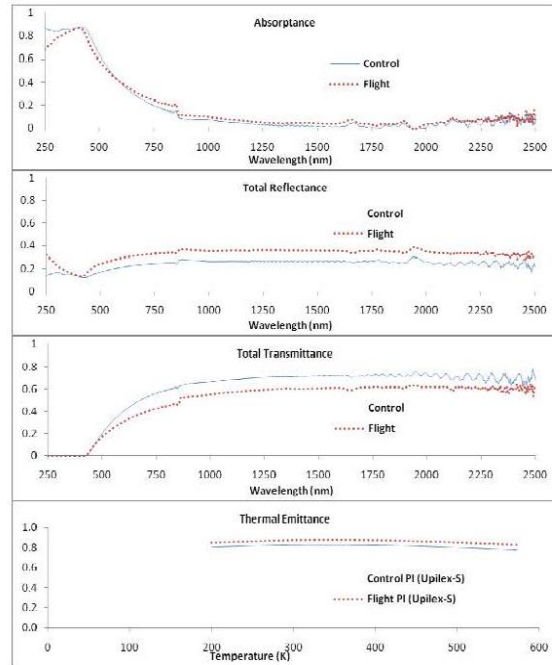 Absorptance
1
0.8
0.6
0.4
0.2
0
Control
Flight
250 500 750 1000 1250 1500 1750 2000 2250 2500
Wavelength (nm)
Total Reflectance
1
0.8
0.6
0.4
0.2
0
Control
Flight
250 500 750 1000 1250 1500 1750 2000 2250 2500
Wavelength (nm)
Total Transmittance
1
0.8
0.6
0.4
0.2
0
Control
Flight
250 500 750 1000 1250 1500 1750 2000 2250 2500
Wavelength (nm)
Thermal Emittance
1.0
0.8
0.6
0.4
0.2
0.0
Control PI (Upilex-S)
Flight PI (Upilex-S)
0 100 200 300 400 500 600
Temperature (K)